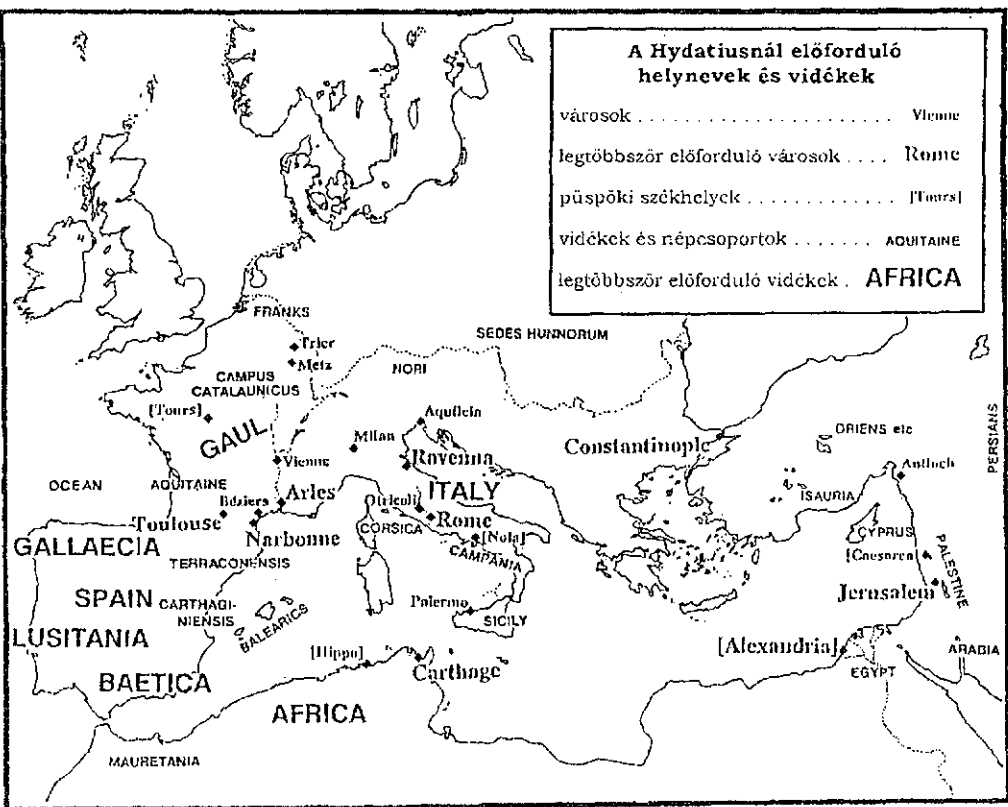 A Hydatiusnál előforduló
helynevek és vidékek
városok . . . . . . . . . . . . . . . . . . . . . . Vienne
legtöbbször előforduló városok . . . . Rome
püspöki székhelyek . . . . . . . . . . . . [Tours]
vidékek és népcsoportok . . . . . . . AQUITAINE
legtöbbször előforduló vidékek . AFRICA
FRANKS
SEDES HUNNORUM
Trier
Metz
NORI
CAMPUS
CATALAUNICUS
[Tours]
GAUL
Aquilein
Milan
Constantinople
ORIENS etc
PERSIANS
Vienne
Ravenna
Antioch
OCEAN
AQUITAINE
Béziers
Arles
Otricoli
ITALY
ISAURIA
Toulouse
Narbonne
CORSICA
Rome
[Nola]
CYPRUS
GALLAECIA
TERRACONENSIS
CAMPANIA
[Caesarea]
PALESTINE
SPAIN
CARTHAGI-
NIENSIS
BALEARICS
Palermo
SICILY
Jerusalem
LUSITANIA
[Hippo]
Carthage
[Alexandria]
ARABIA
EGYPT
BAETICA
AFRICA
MAURETANIA